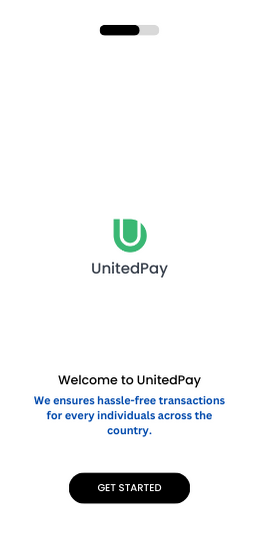 UnitedPay
Welcome to UnitedPay
We ensures hassle-free transactions
for every individuals across the
country.
GET STARTED